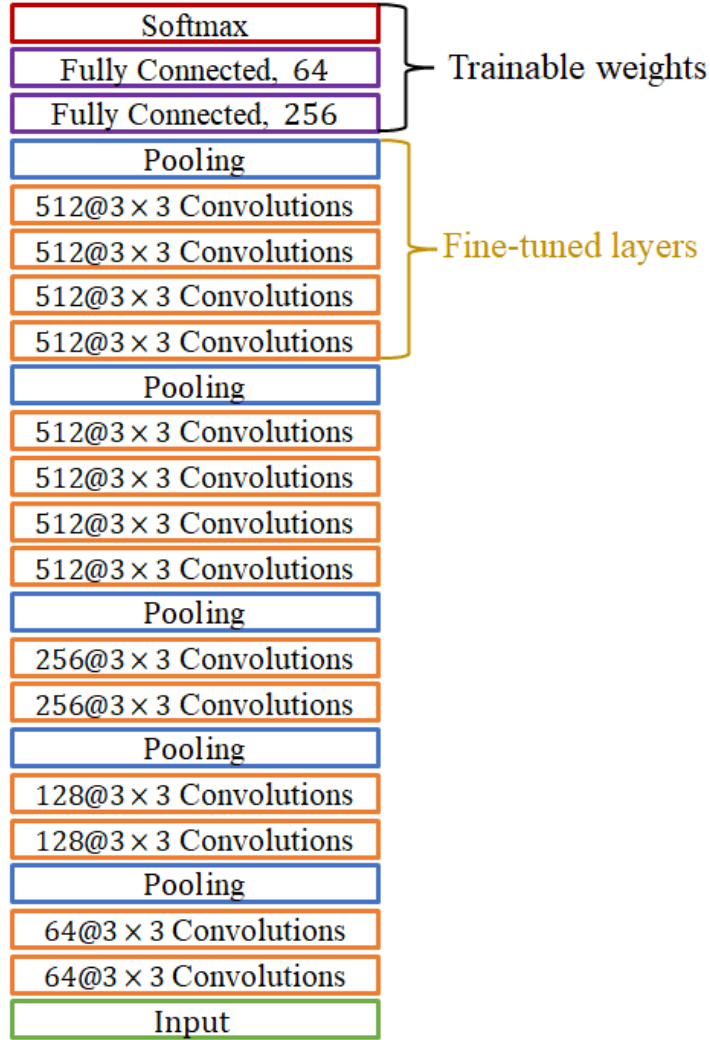 Softmax
Fully Connected, 64
Trainable weights
Fully Connected, 256
Pooling
512@3 × 3 Convolutions
512@3 × 3 Convolutions
Fine-tuned layers
512@3 × 3 Convolutions
512@3 × 3 Convolutions
Pooling
512@3 × 3 Convolutions
512@3 × 3 Convolutions
512@3 × 3 Convolutions
512@3 × 3 Convolutions
Pooling
256@3 × 3 Convolutions
256@3 × 3 Convolutions
Pooling
128@3 × 3 Convolutions
128@3 × 3 Convolutions
Pooling
64@3 × 3 Convolutions
64@3 × 3 Convolutions
Input